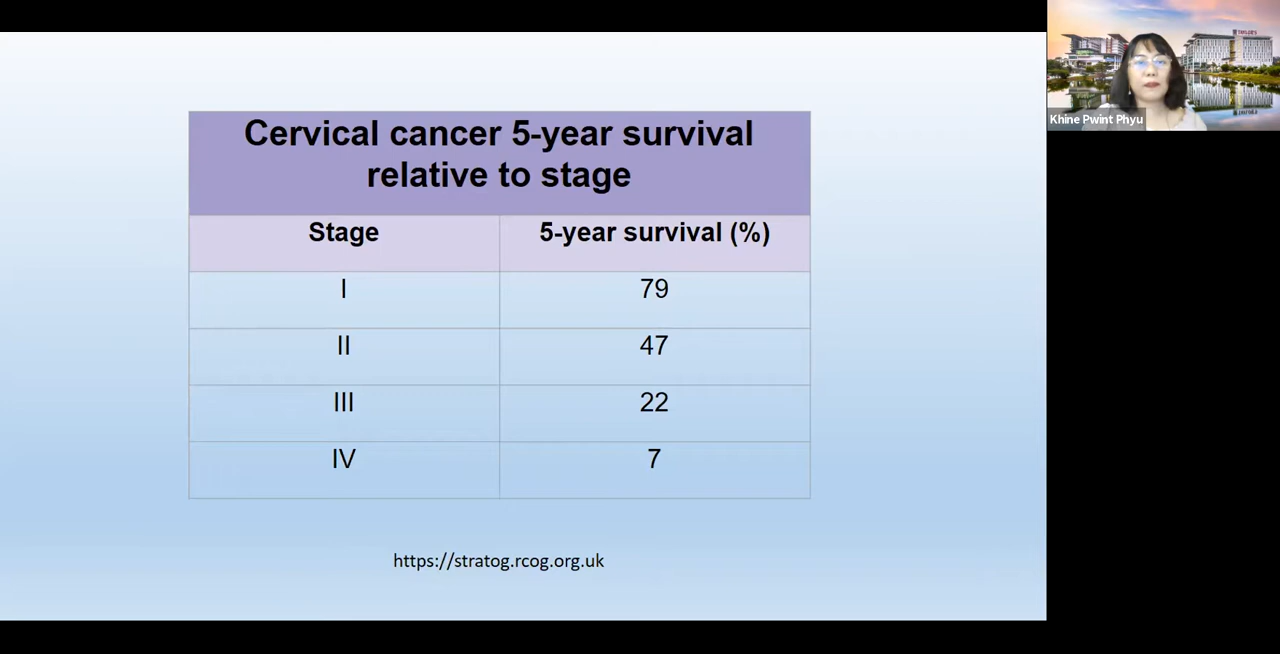 Cervical cancer 5-year survival
relative to stage
Stage 5-year survival (%)
I 79
II 47
III 22
IV 7
https://stratog.rcog.org.uk
Khine Pwint Phyu